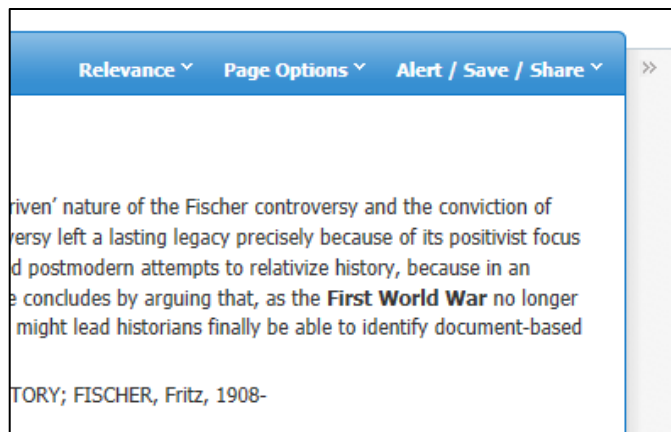 Relevance Page Options Alert / Save / Share »
riven’ nature of the Fischer controversy and the conviction of
ersy left a lasting legacy precisely because of its positivist focus
d postmodern attempts to relativize history, because in an
e concludes by arguing that, as the First World War no longer
might lead historians finally be able to identify document-based
TORY; FISCHER, Fritz, 1908-